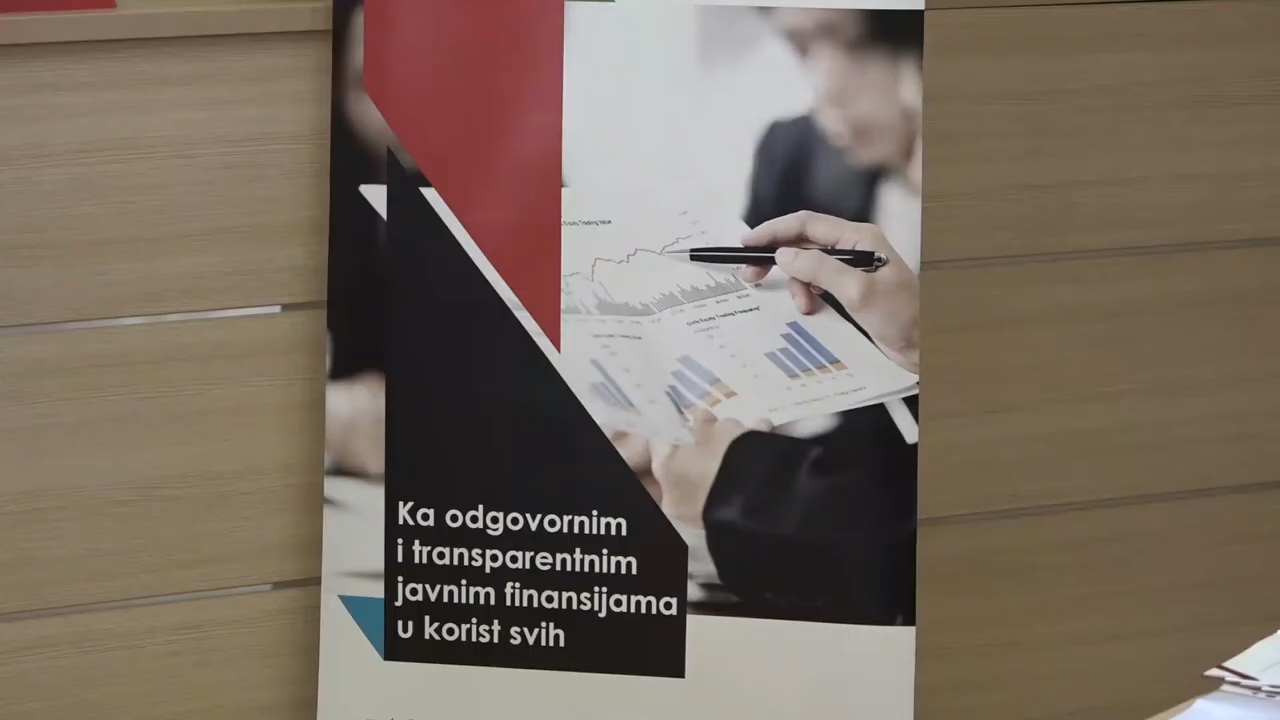 Ka odgovornim
i transparentnim
javnim finansijama
u korist svih